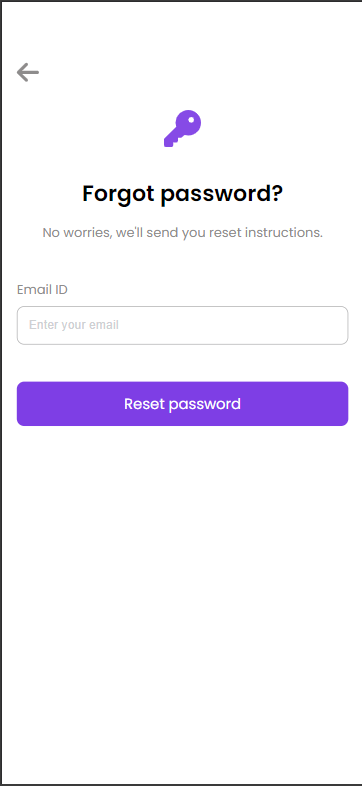 Forgot password?
No worries, we'll send you reset instructions.
Email ID
Enter your email
Reset password